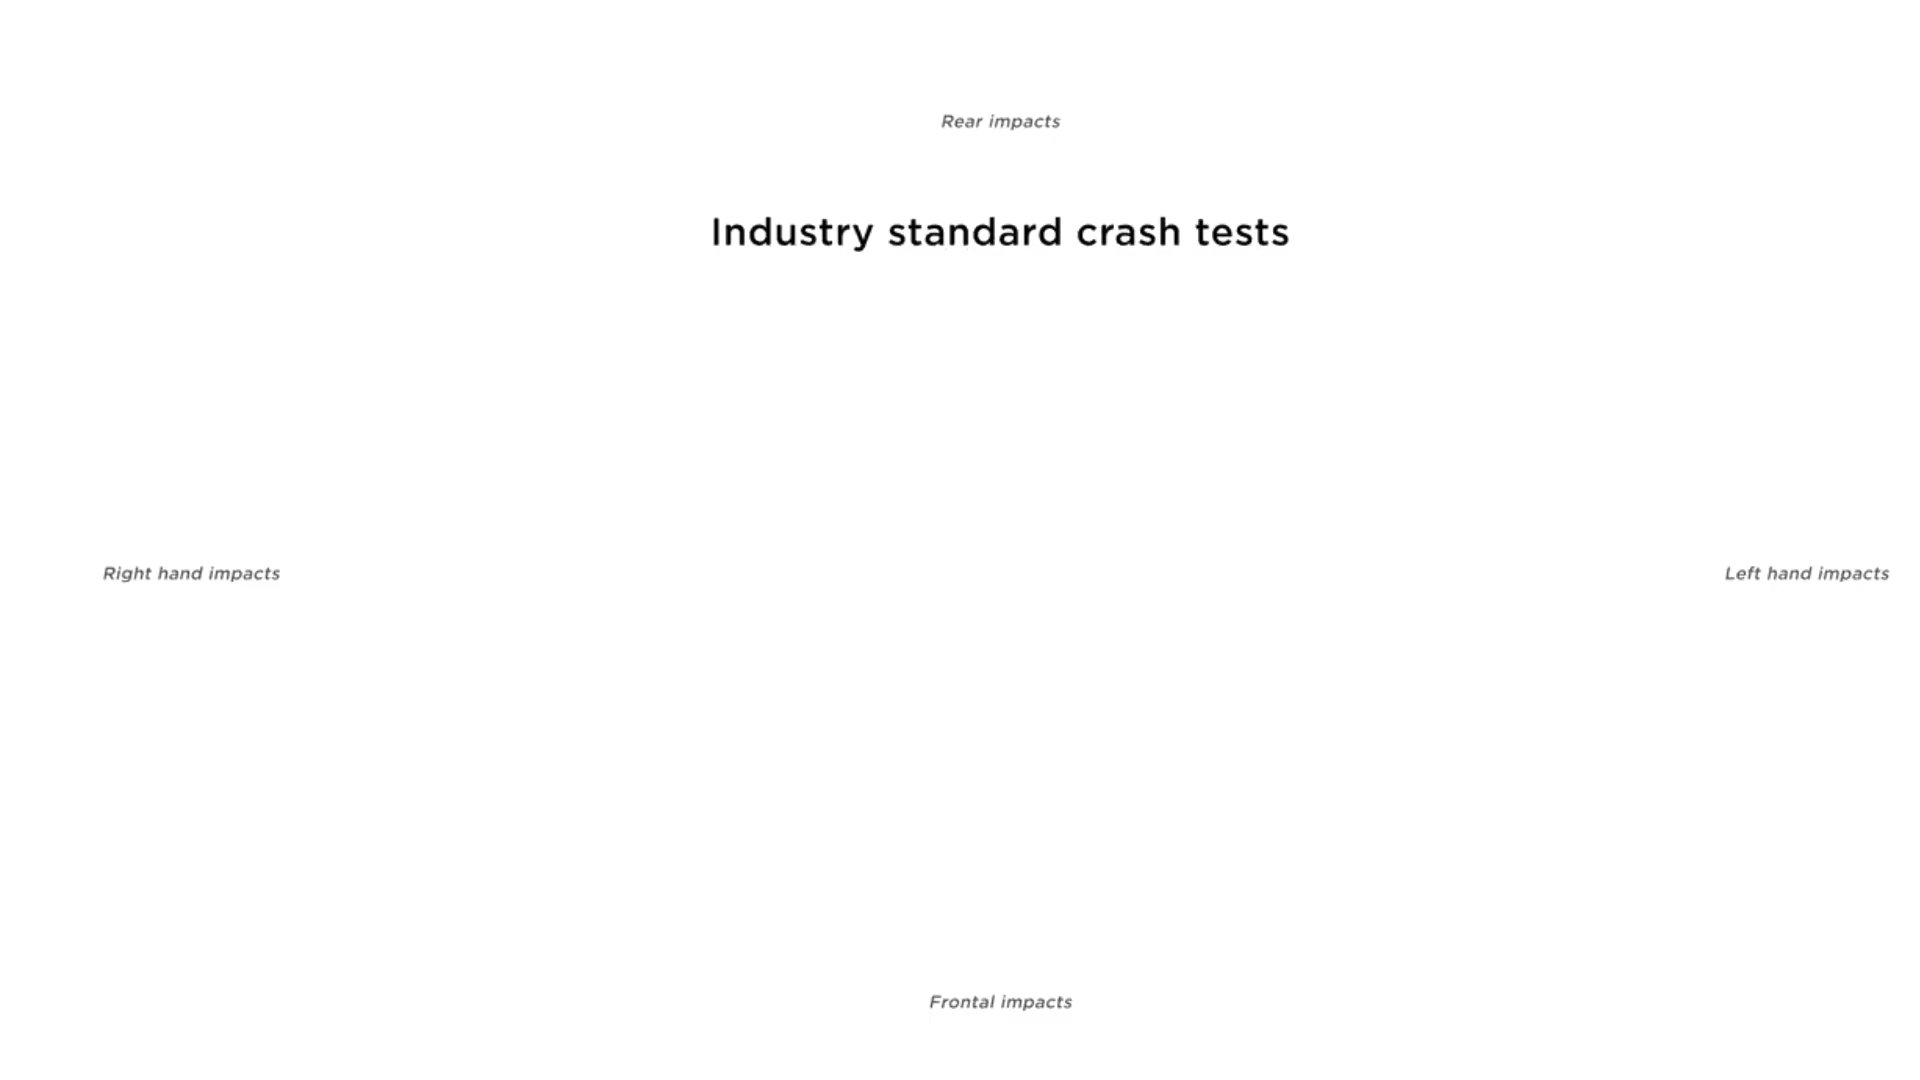 Rear impacts
Industry standard crash tests
Right hand impacts
Left hand impacts
Frontal impacts